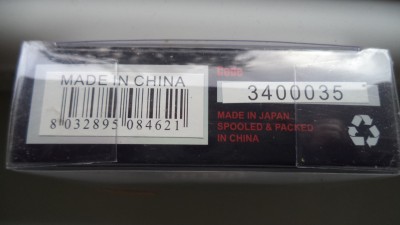 MADE IN CHINA
8 032895 084621
3400035
MADE IN JAPAN
SPOOLED & PACKED
IN CHINA